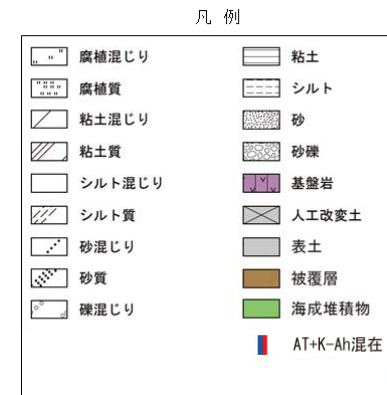 凡 例
腐植混じり
腐植質
粘土混じり
粘土質
シルト混じり
シルト質
砂混じり
砂質
礫混じり
粘土
シルト
砂
砂礫
基盤岩
人工改変土
表土
被覆層
海成堆積物
AT+K-Ah混在